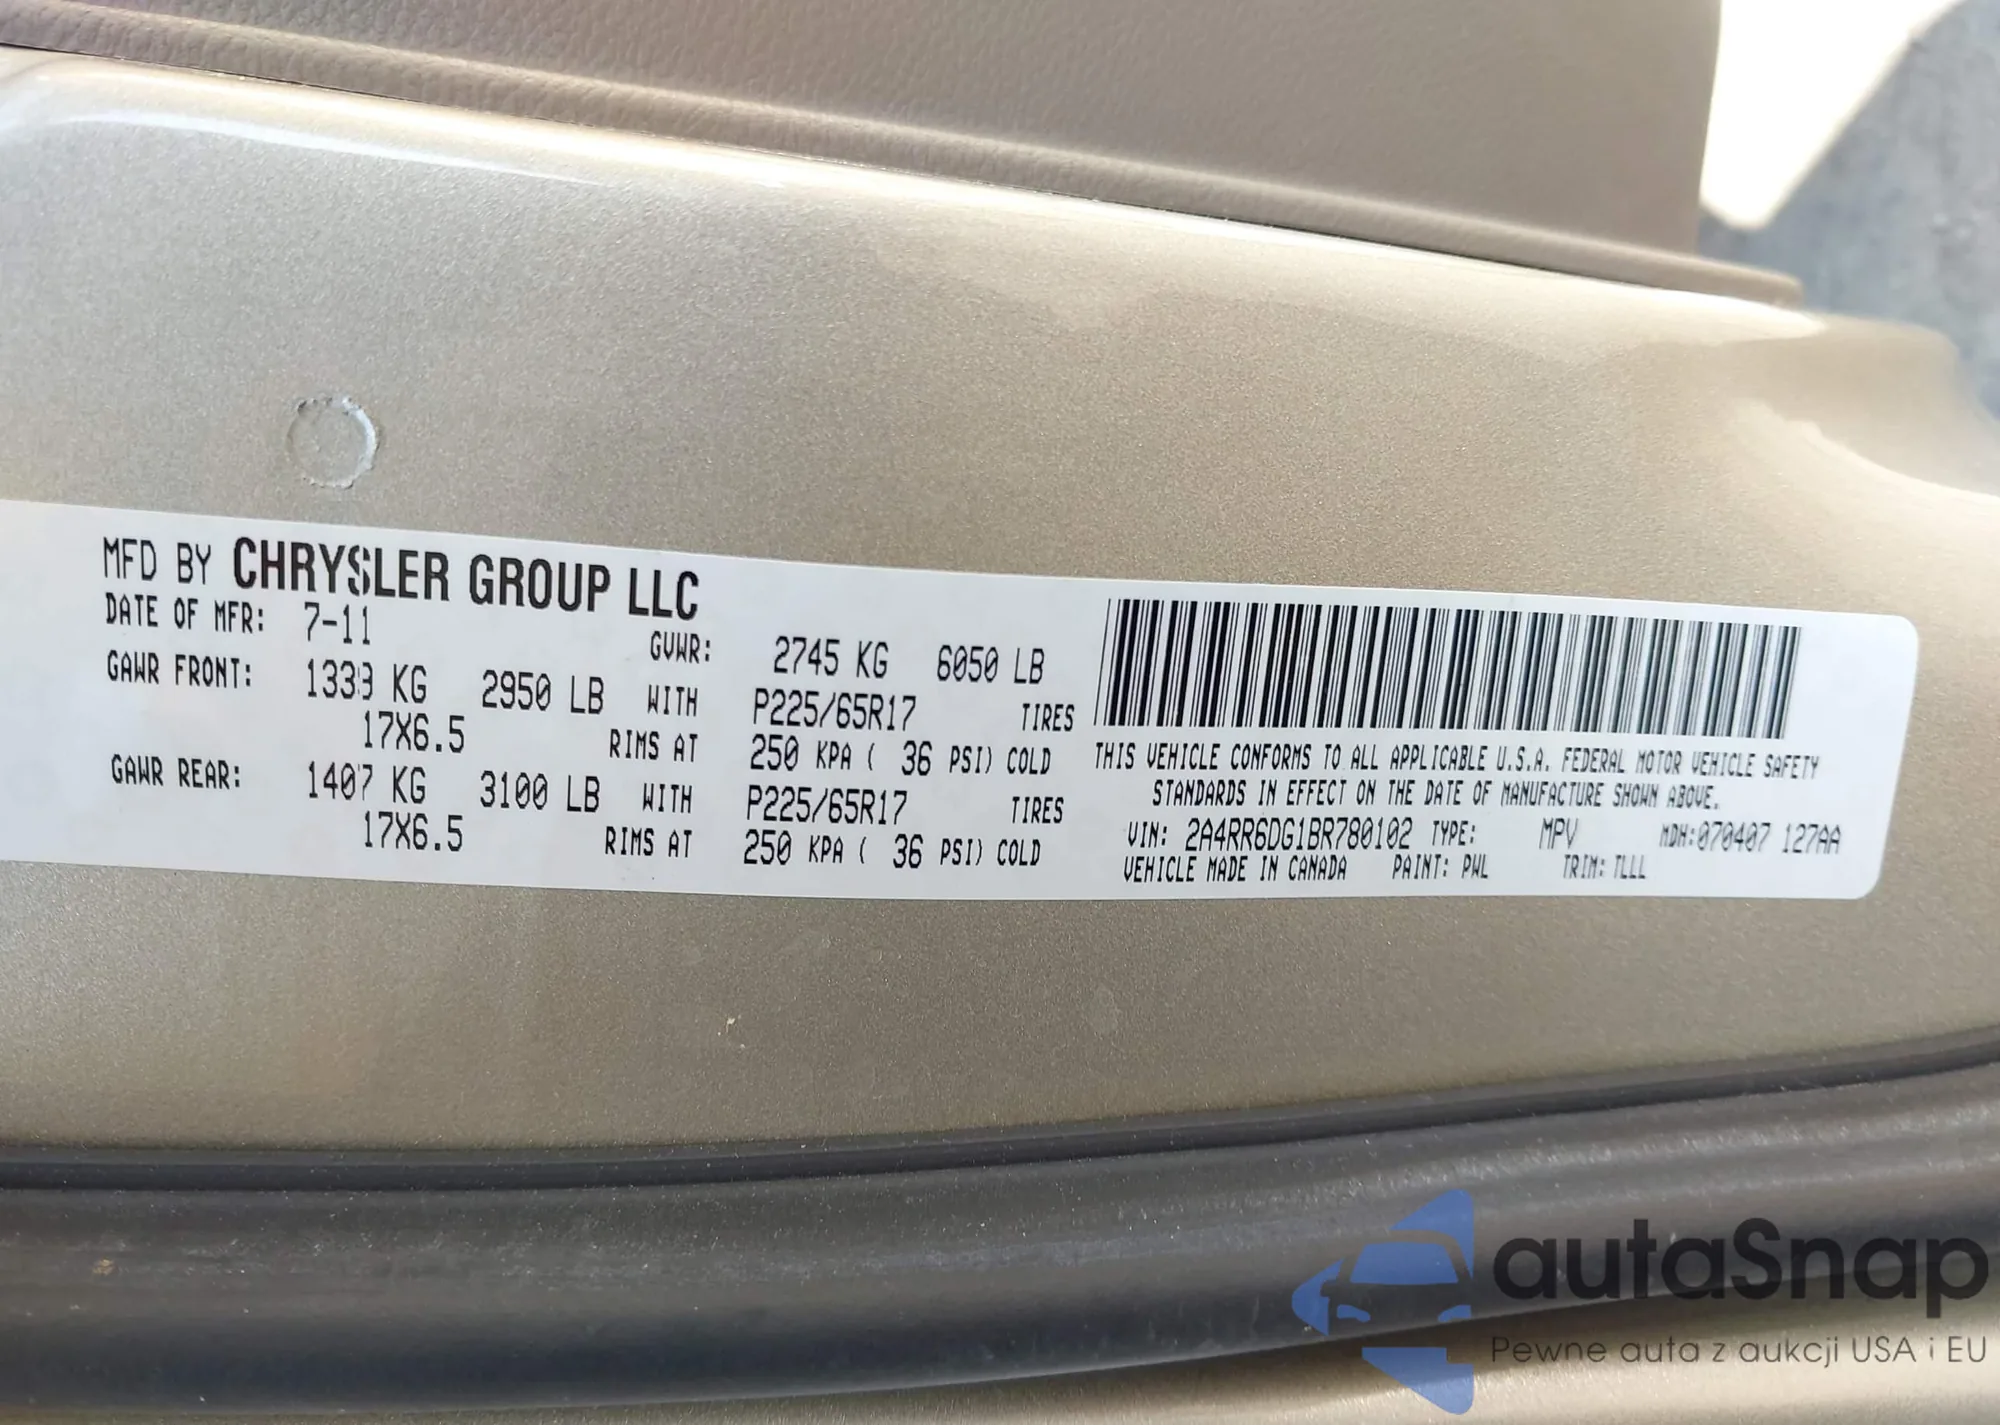 MFD BY CHRYSLER GROUP LLC
DATE OF MFR: 7-11 GVWR: 2745 KG 6050 LB
GAWR FRONT: 1339 KG 2950 LB WITH P225/65R17 TIRES
17X6.5 RIMS AT 250 KPA ( 36 PSI) COLD
GAWR REAR: 1407 KG 3100 LB WITH P225/65R17 TIRES
17X6.5 RIMS AT 250 KPA ( 36 PSI) COLD
THIS VEHICLE CONFORMS TO ALL APPLICABLE U.S.A. FEDERAL MOTOR VEHICLE SAFETY
STANDARDS IN EFFECT ON THE DATE OF MANUFACTURE SHOWN ABOVE.
VIN: 2A4RR6DG1BR780102 TYPE: MPV MDH:070407 127AA
VEHICLE MADE IN CANADA PAINT: PWL TRIM: TLLL
autaSnap
Pewne auta z aukcji USA i EU